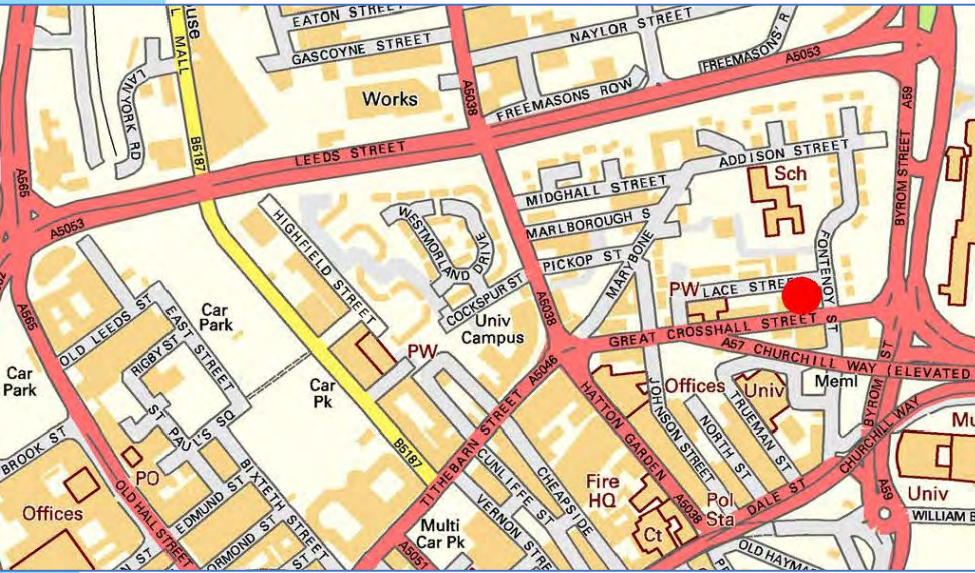 EATON STREET
GASCOYNE STREET
NAYLOR STREET
FREEMASONS' R
A5053
MALL
LANYORK RD
Works
A5038
FREEMASONS ROW
A59
B5187
LEEDS STREET
ADDISON STREET
A565
MIDGHALL STREET
Sch
BYROM STREET
HIGHFIELD STREET
WESTMORLAND DRIVE
MARLBOROUGH S
A5053
PICKOP ST
MARYBONE
FONTENOY ST
PW
LACE STREE
COCKSPUR ST
Univ
Campus
A5038
A565
OLD LEEDS ST
EAST STREET
Car
Park
GREAT CROSSHALL STREET
A57 CHURCHILL WAY (ELEVATED
RIGBY ST
PW
A5046
Car
Park
Car
Pk
Offices
Univ
Meml
HATTON GARDEN
JOHNSON STREET
NORTH ST
TRUEMAN ST
BYROM ST
CHURCHILL WAY
Mu
ST PAUL'S SQ
BROOK ST
B5187
TITHEBARN STREET
PO
OLD HALL STREET
EDMUND ST
BIXTETH STREET
CUNLIFFE ST
CHEAPSIDE
Fire
HQ
A5038
Pol
Sta
DALE ST
A59
Univ
Offices
VERNON STRE
Ct
WILLIAM B
ORMOND ST
Multi
Car Pk
A5051
OLD HAYMA